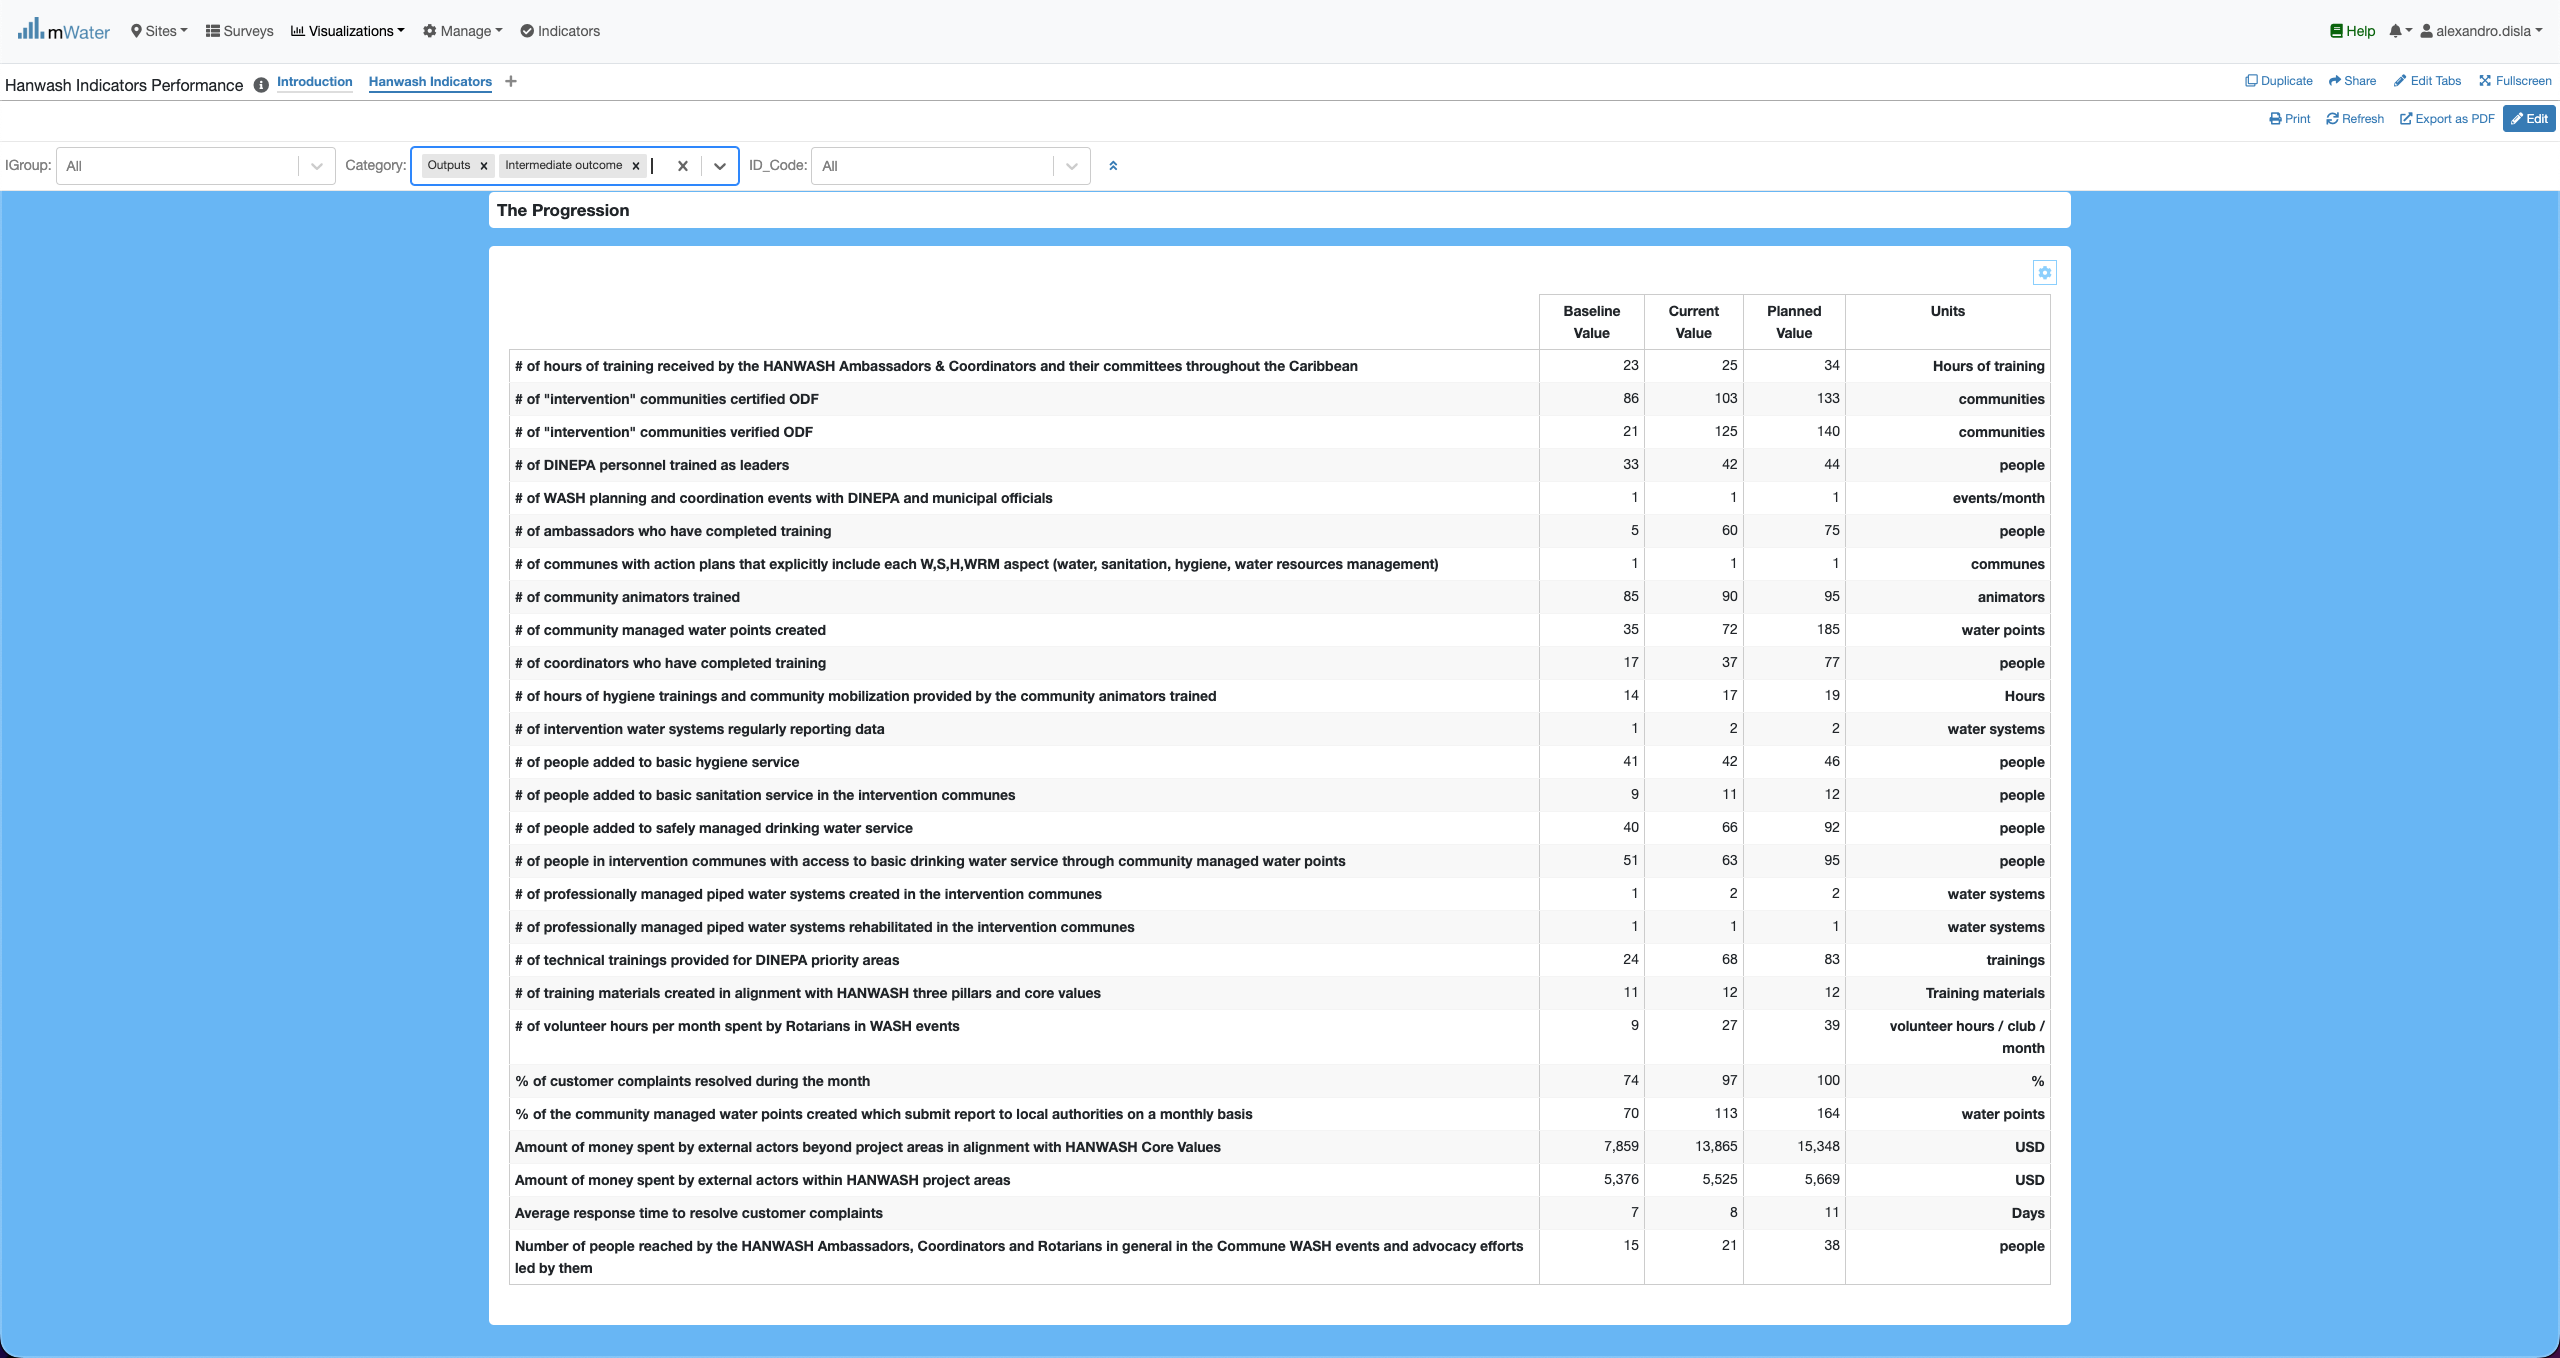 mWater Sites Surveys Visualizations Manage Indicators Help alexandro.disla
Hanwash Indicators Performance Introduction Hanwash Indicators + Duplicate Share Edit Tabs Fullscreen
Print Refresh Export as PDF Edit
IGroup: All Category: Outputs × Intermediate outcome × ID_Code: All
The Progression
Baseline Value Current Value Planned Value Units
# of hours of training received by the HANWASH Ambassadors & Coordinators and their committees throughout the Caribbean 23 25 34 Hours of training
# of "intervention" communities certified ODF 86 103 133 communities
# of "intervention" communities verified ODF 21 125 140 communities
# of DINEPA personnel trained as leaders 33 42 44 people
# of WASH planning and coordination events with DINEPA and municipal officials 1 1 1 events/month
# of ambassadors who have completed training 5 60 75 people
# of communes with action plans that explicitly include each W,S,H,WRM aspect (water, sanitation, hygiene, water resources management) 1 1 1 communes
# of community animators trained 85 90 95 animators
# of community managed water points created 35 72 185 water points
# of coordinators who have completed training 17 37 77 people
# of hours of hygiene trainings and community mobilization provided by the community animators trained 14 17 19 Hours
# of intervention water systems regularly reporting data 1 2 2 water systems
# of people added to basic hygiene service 41 42 46 people
# of people added to basic sanitation service in the intervention communes 9 11 12 people
# of people added to safely managed drinking water service 40 66 92 people
# of people in intervention communes with access to basic drinking water service through community managed water points 51 63 95 people
# of professionally managed piped water systems created in the intervention communes 1 2 2 water systems
# of professionally managed piped water systems rehabilitated in the intervention communes 1 1 1 water systems
# of technical trainings provided for DINEPA priority areas 24 68 83 trainings
# of training materials created in alignment with HANWASH three pillars and core values 11 12 12 Training materials
# of volunteer hours per month spent by Rotarians in WASH events 9 27 39 volunteer hours / club /
month
% of customer complaints resolved during the month 74 97 100 %
% of the community managed water points created which submit report to local authorities on a monthly basis 70 113 164 water points
Amount of money spent by external actors beyond project areas in alignment with HANWASH Core Values 7,859 13,865 15,348 USD
Amount of money spent by external actors within HANWASH project areas 5,376 5,525 5,669 USD
Average response time to resolve customer complaints 7 8 11 Days
Number of people reached by the HANWASH Ambassadors, Coordinators and Rotarians in general in the Commune WASH events and advocacy efforts 15 21 38 people
led by them